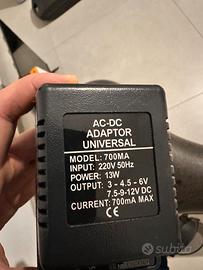 AC-DC
ADAPTOR
UNIVERSAL
MODEL: 700MA
INPUT: 220V 50Hz
POWER: 13W
OUTPUT: 3 - 4.5 - 6V
7.5-9-12V DC
CURRENT: 700mA MAX
CE
subito